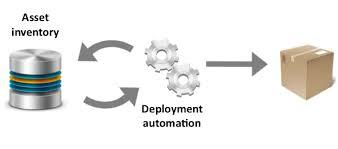 Asset
inventory
Deployment
automation